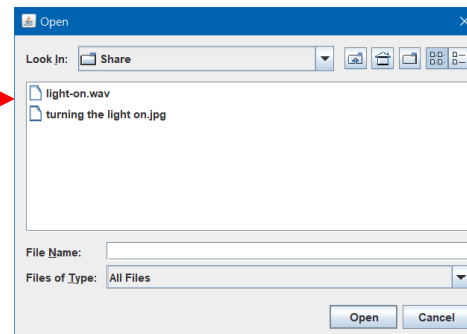 Open
Look In: Share
light-on.wav
turning the light on.jpg
File Name:
Files of Type: All Files
Open Cancel